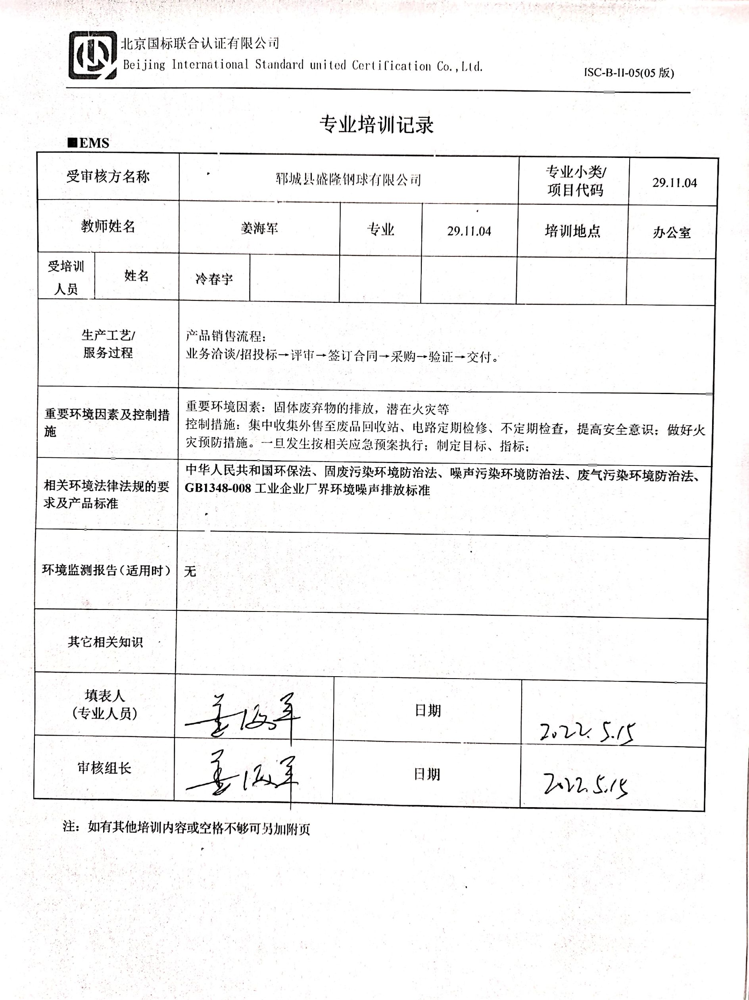 北京国标联合认证有限公司
Beijing International Standard united Certification Co.,Ltd.
ISC-B-II-05(05 版)
专业培训记录
■EMS
受审核方名称 郓城县盛隆钢球有限公司 专业小类/
项目代码 29.11.04
教师姓名 姜海军 专业 29.11.04 培训地点 办公室
受培训
人员 姓名 冷春宇
生产工艺/
服务过程
产品销售流程：
业务洽谈/招投标→评审→签订合同→采购→验证→交付。
重要环境因素及控制措
施
重要环境因素：固体废弃物的排放，潜在火灾等
控制措施：集中收集外售至废品回收站、电路定期检修、不定期检查，提高安全意识；做好火
灾预防措施。一旦发生按相关应急预案执行；制定目标、指标；
相关环境法律法规的要
求及产品标准
中华人民共和国环保法、固废污染环境防治法、噪声污染环境防治法、废气污染环境防治法、
GB1348-008 工业企业厂界环境噪声排放标准
环境监测报告（适用时） 无
其它相关知识
填表人
（专业人员） 姜海军 日期 2022.5.15
审核组长 姜海军 日期 2022.5.15
注：如有其他培训内容或空格不够可另加附页